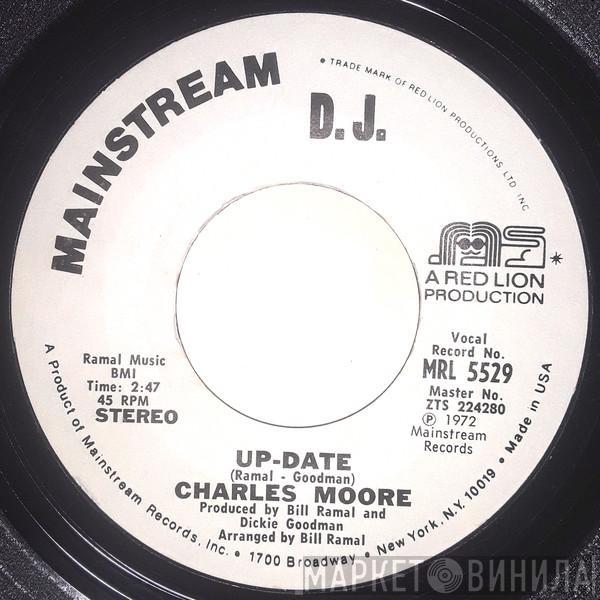 MAINSTREAM
D.J.
• TRADE MARK OF RED LION PRODUCTIONS, LTD., INC.
ms
A RED LION
PRODUCTION
Ramal Music
BMI
Time: 2:47
45 RPM
STEREO
Vocal
Record No.
MRL 5529
Master No.
ZTS 224280
℗ 1972
Mainstream
Records
UP-DATE
(Ramal - Goodman)
CHARLES MOORE
Produced by Bill Ramal and
Dickie Goodman
Arranged by Bill Ramal
A Product of Mainstream Records, Inc. • 1700 Broadway • New York, N.Y. 10019 • Made in USA
МАРКЕТ ВИНИЛА